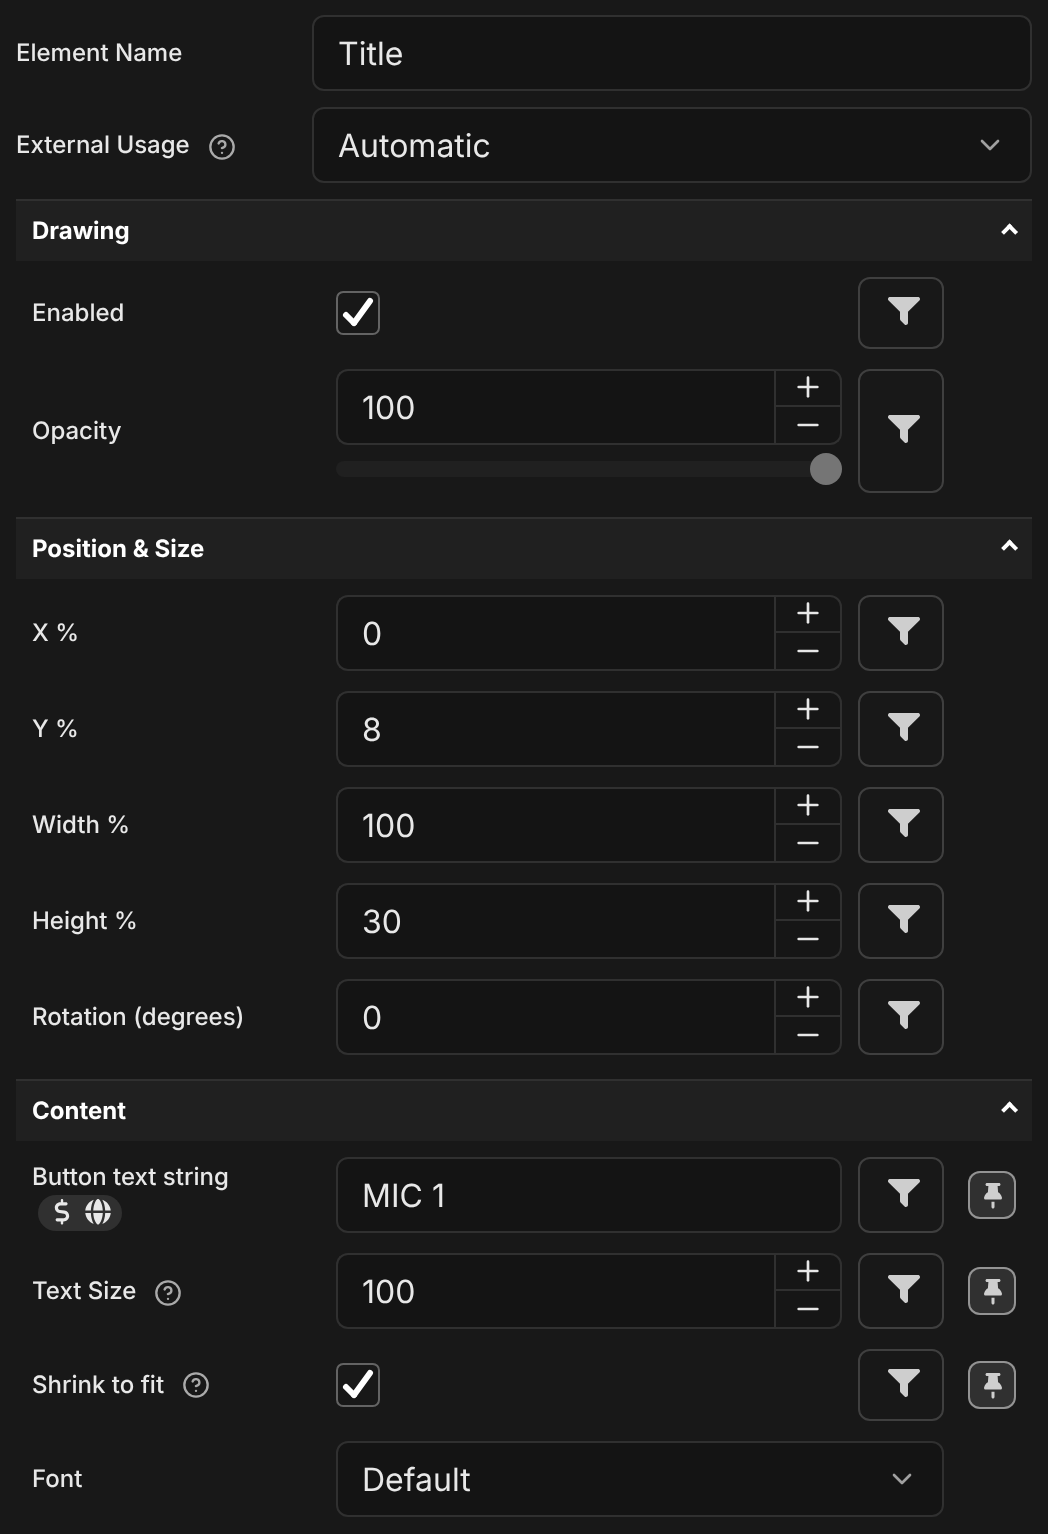 Element Name
Title
External Usage
Automatic
Drawing
Enabled
Opacity
100
Position & Size
X %
0
Y %
8
Width %
100
Height %
30
Rotation (degrees)
0
Content
Button text string
$
MIC 1
Text Size
100
Shrink to fit
Font
Default